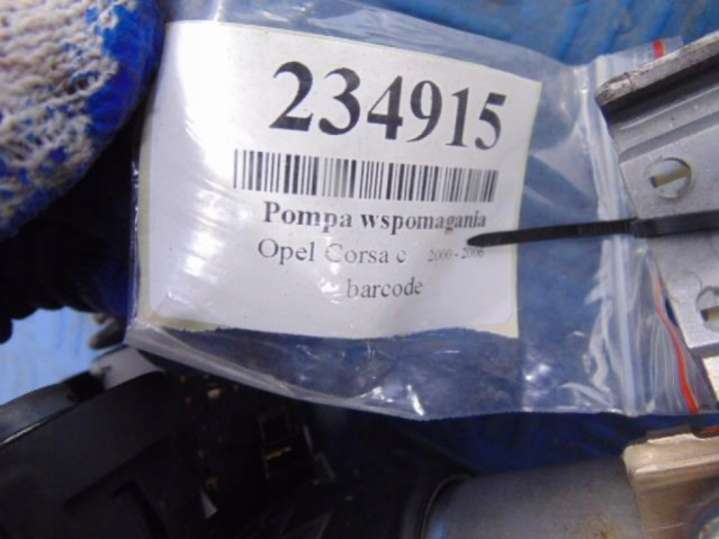 234915
Pompa wspomagania
Opel Corsa c 2000 - 2006
barcode